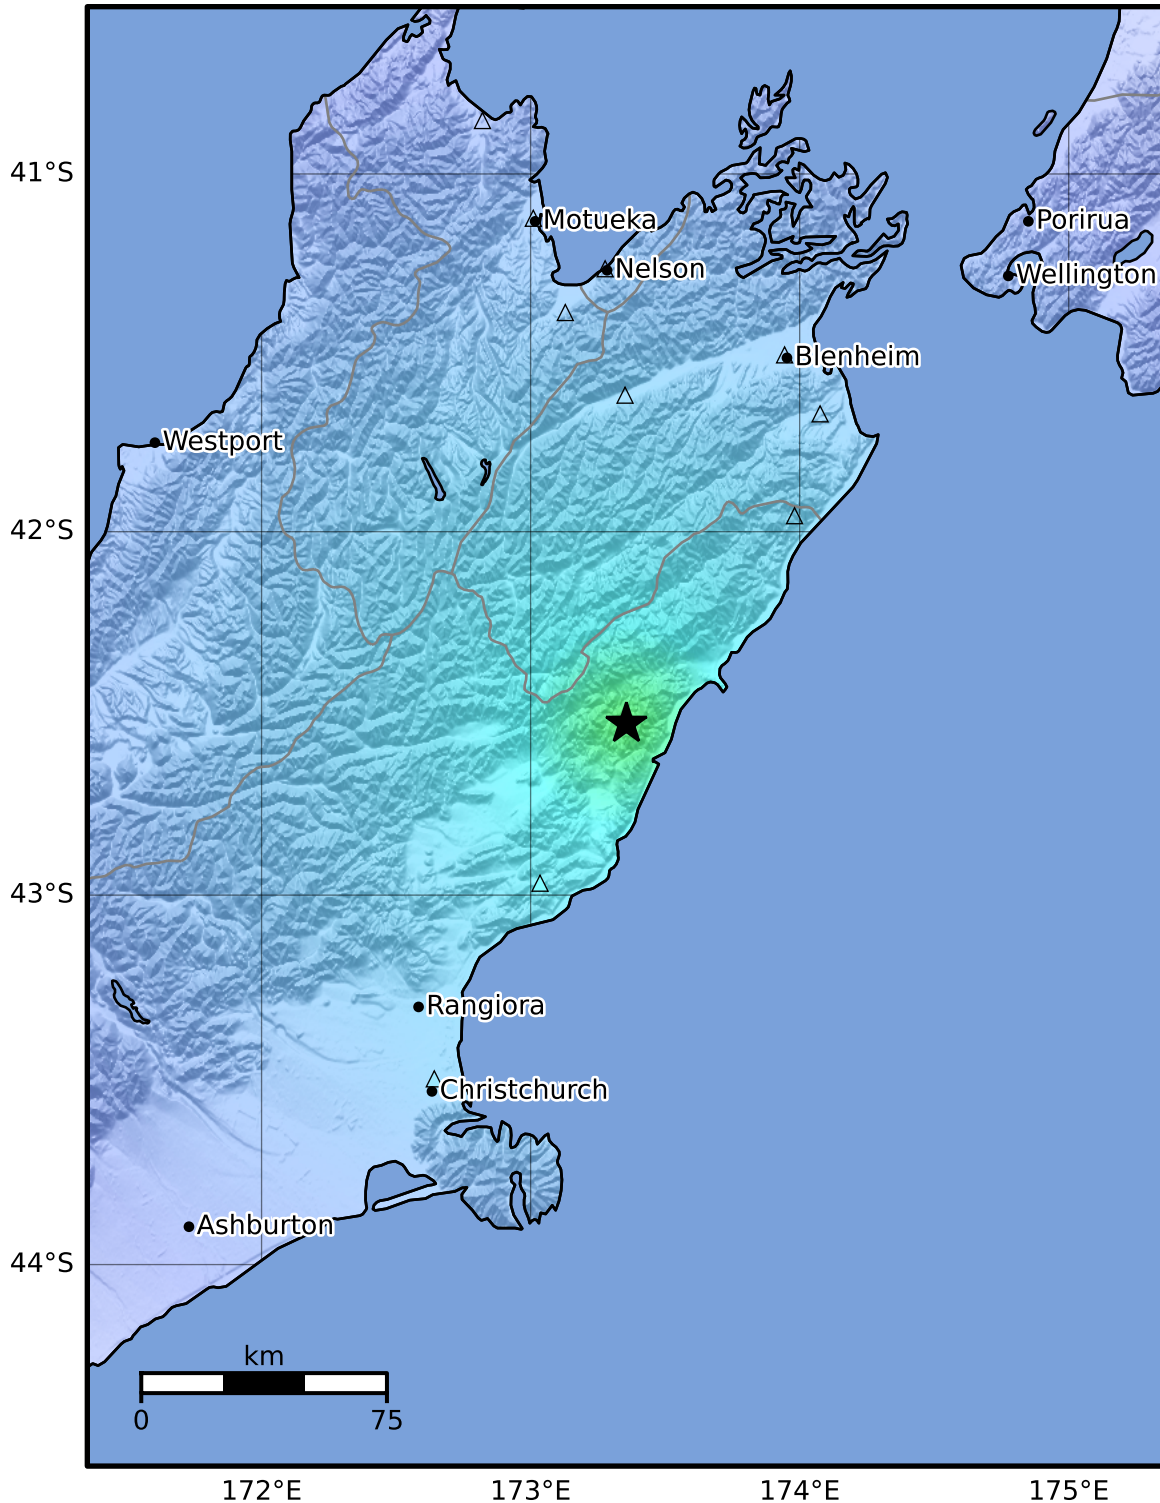 41°S
Motueka
Porirua
Nelson
Wellington
Blenheim
Westport
42°S
43°S
Rangiora
Christchurch
Ashburton
44°S
km
0 75
172°E 173°E 174°E 175°E